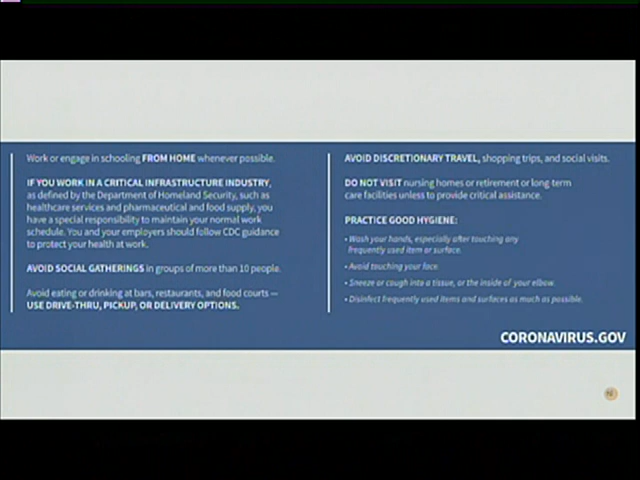 Work or engage in schooling FROM HOME whenever possible.
IF YOU WORK IN A CRITICAL INFRASTRUCTURE INDUSTRY,
as defined by the Department of Homeland Security, such as
healthcare services and pharmaceutical and food supply, you
have a special responsibility to maintain your normal work
schedule. You and your employers should follow CDC guidance
to protect your health at work.
AVOID SOCIAL GATHERINGS in groups of more than 10 people.
Avoid eating or drinking at bars, restaurants, and food courts —
USE DRIVE-THRU, PICKUP, OR DELIVERY OPTIONS.
AVOID DISCRETIONARY TRAVEL, shopping trips, and social visits.
DO NOT VISIT nursing homes or retirement or long-term
care facilities unless to provide critical assistance.
PRACTICE GOOD HYGIENE:
• Wash your hands, especially after touching any
frequently used item or surface.
• Avoid touching your face.
• Sneeze or cough into a tissue, or the inside of your elbow.
• Disinfect frequently used items and surfaces as much as possible.
CORONAVIRUS.GOV